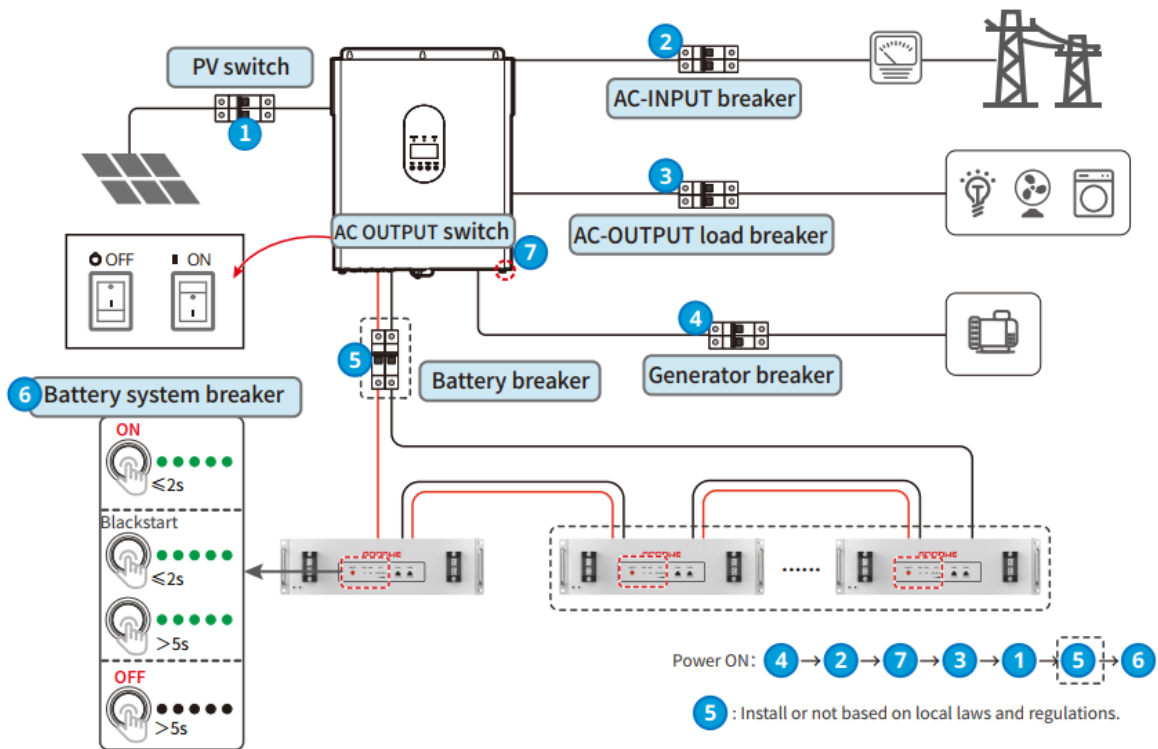 PV switch
1
2
AC-INPUT breaker
3
AC-OUTPUT load breaker
AC OUTPUT switch
7
OFF
I ON
4
Generator breaker
5
Battery breaker
6 Battery system breaker
ON
≤2s
Blackstart
≤2s
>5s
OFF
>5s
......
Power ON: 4 → 2 → 7 → 3 → 1 → 5 → 6
5 : Install or not based on local laws and regulations.